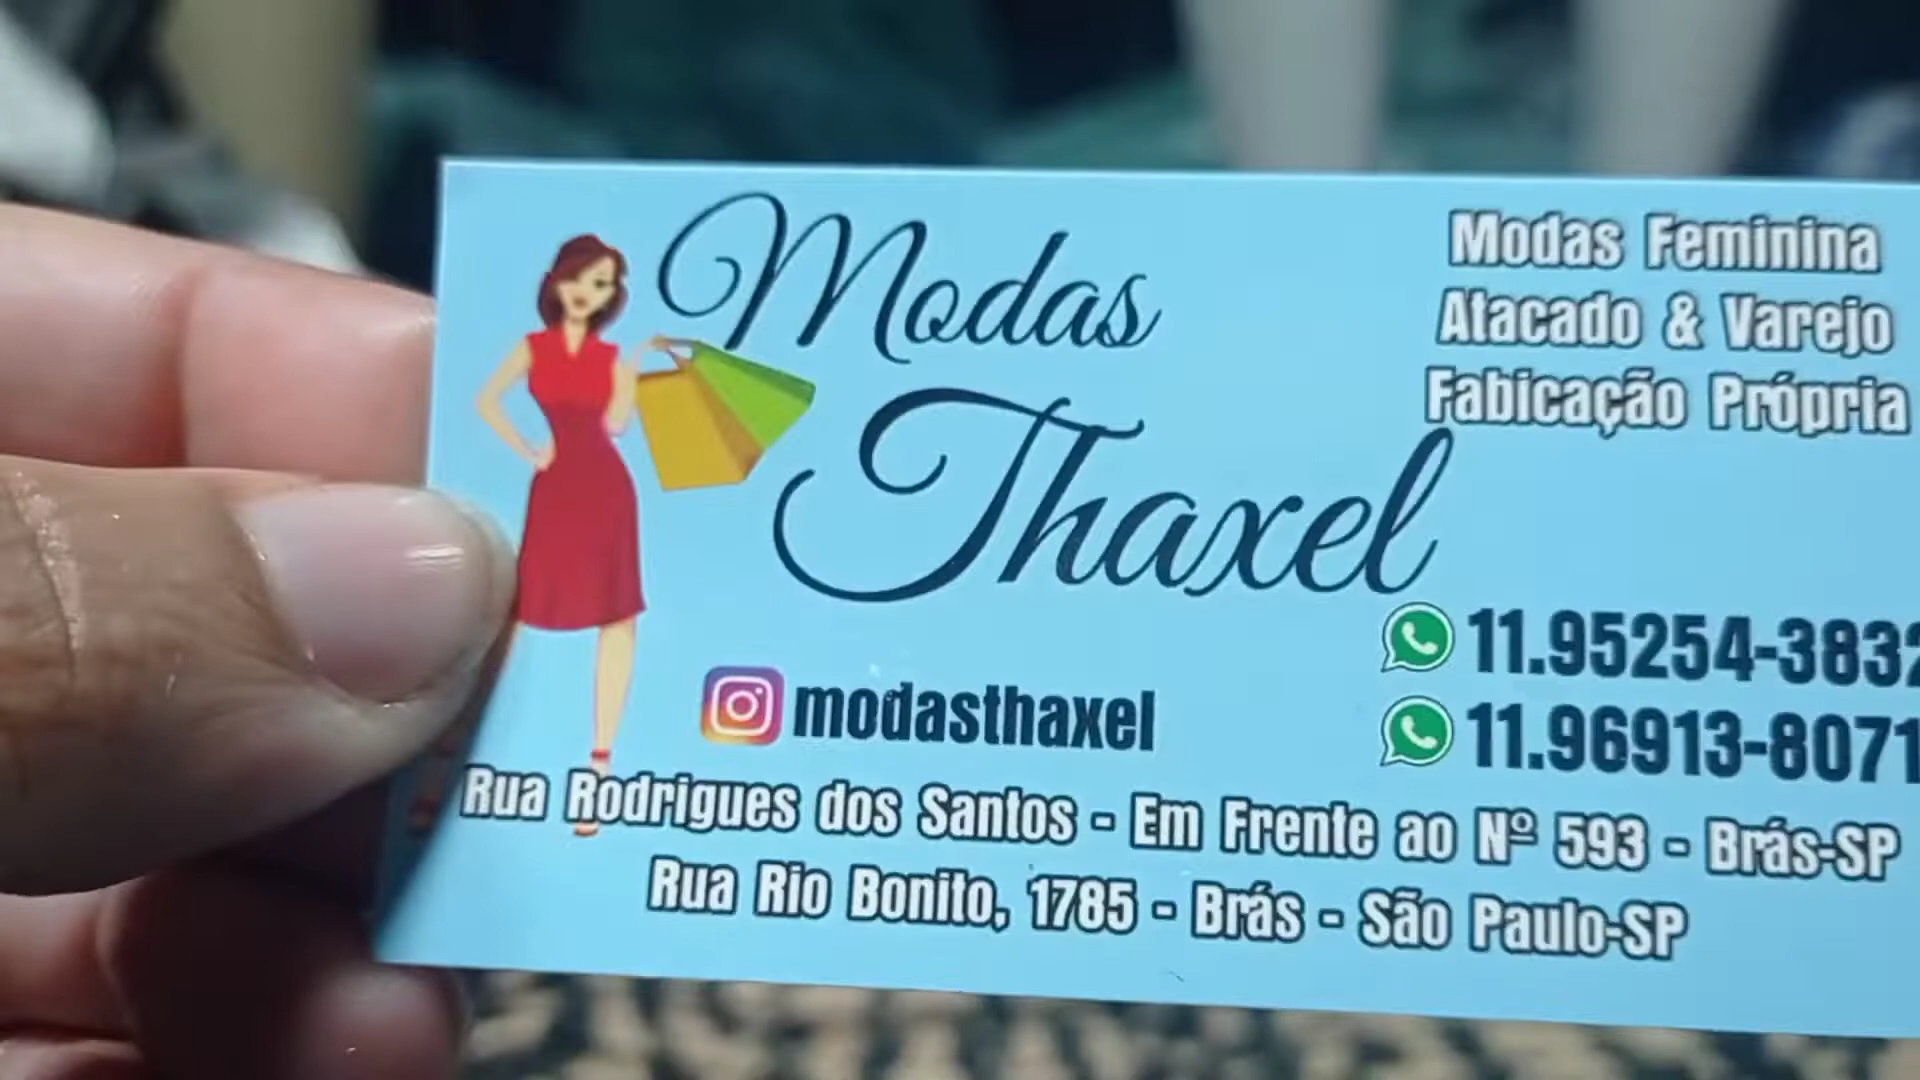 Modas
Thaxel
Modas Feminina
Atacado & Varejo
Fabicação Própria
11.95254-3832
11.96913-8071
modasthaxel
Rua Rodrigues dos Santos - Em Frente ao Nº 593 - Brás-SP
Rua Rio Bonito, 1785 - Brás - São Paulo-SP